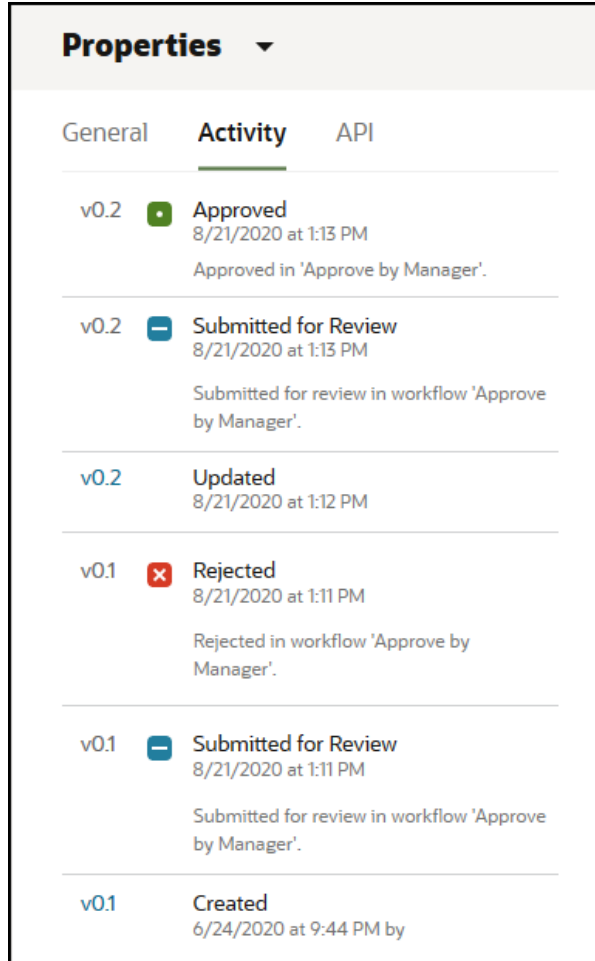 Properties
General Activity API
v0.2 Approved
8/21/2020 at 1:13 PM
Approved in 'Approve by Manager'.
v0.2 Submitted for Review
8/21/2020 at 1:13 PM
Submitted for review in workflow 'Approve
by Manager'.
v0.2 Updated
8/21/2020 at 1:12 PM
v0.1 Rejected
8/21/2020 at 1:11 PM
Rejected in workflow 'Approve by
Manager'.
v0.1 Submitted for Review
8/21/2020 at 1:11 PM
Submitted for review in workflow 'Approve
by Manager'.
v0.1 Created
6/24/2020 at 9:44 PM by